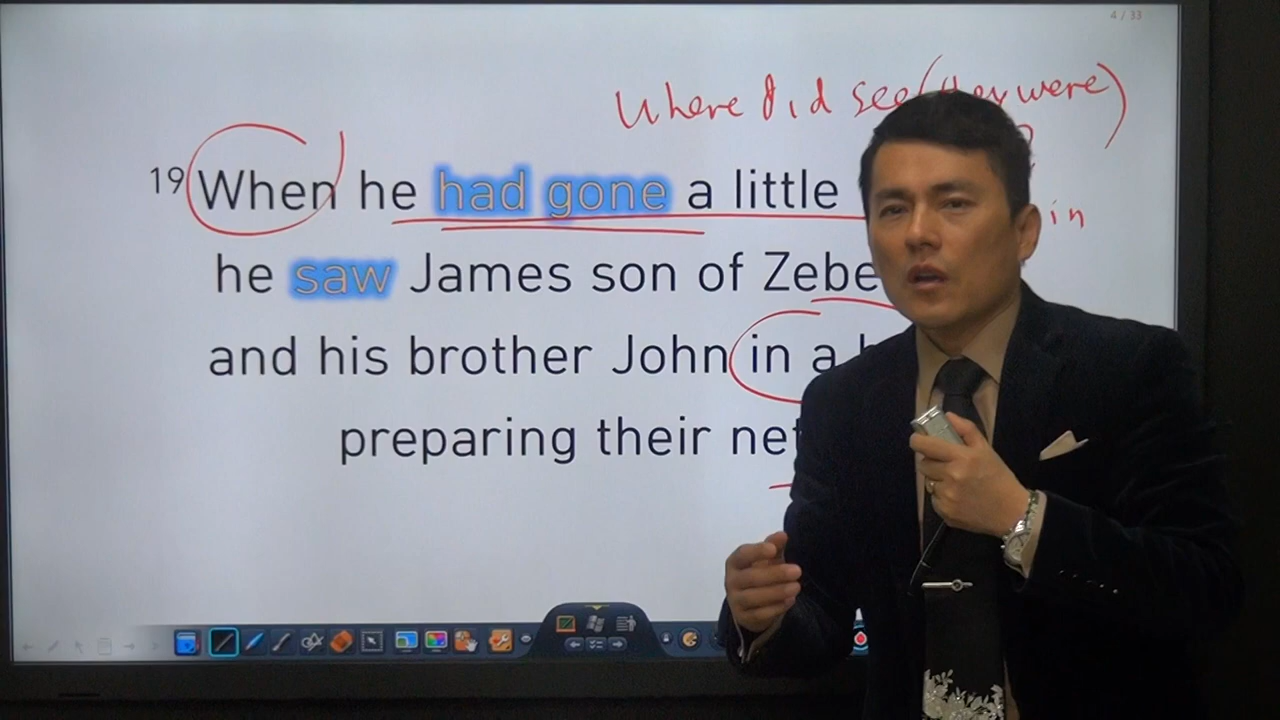 4 / 33
Where did see (they were)
?
19 When he had gone a little
in
he saw James son of Zebe
and his brother John in a b
preparing their net